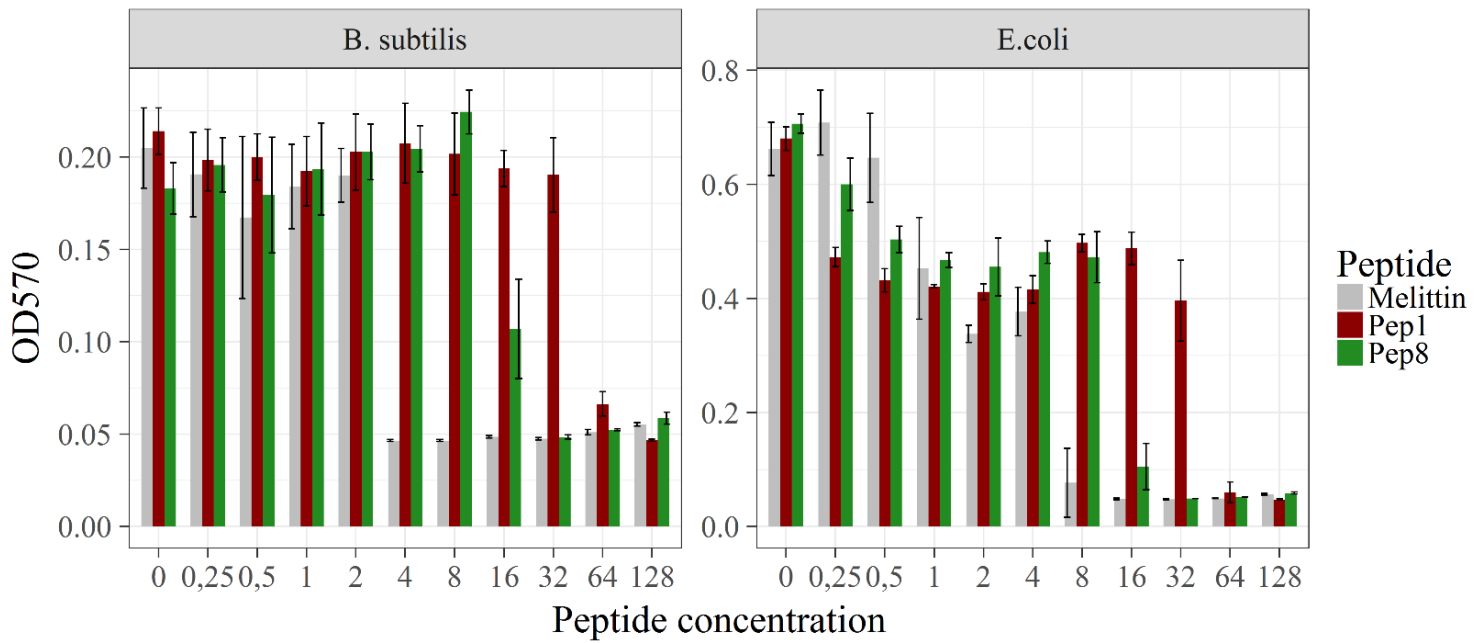 B. subtilis
E.coli
OD570
0.20
0.15
0.10
0.05
0.00
0.8
0.6
0.4
0.2
0.0
0 0,25 0,5 1 2 4 8 16 32 64 128
0 0,25 0,5 1 2 4 8 16 32 64 128
Peptide concentration
Peptide
Melittin
Pep1
Pep8